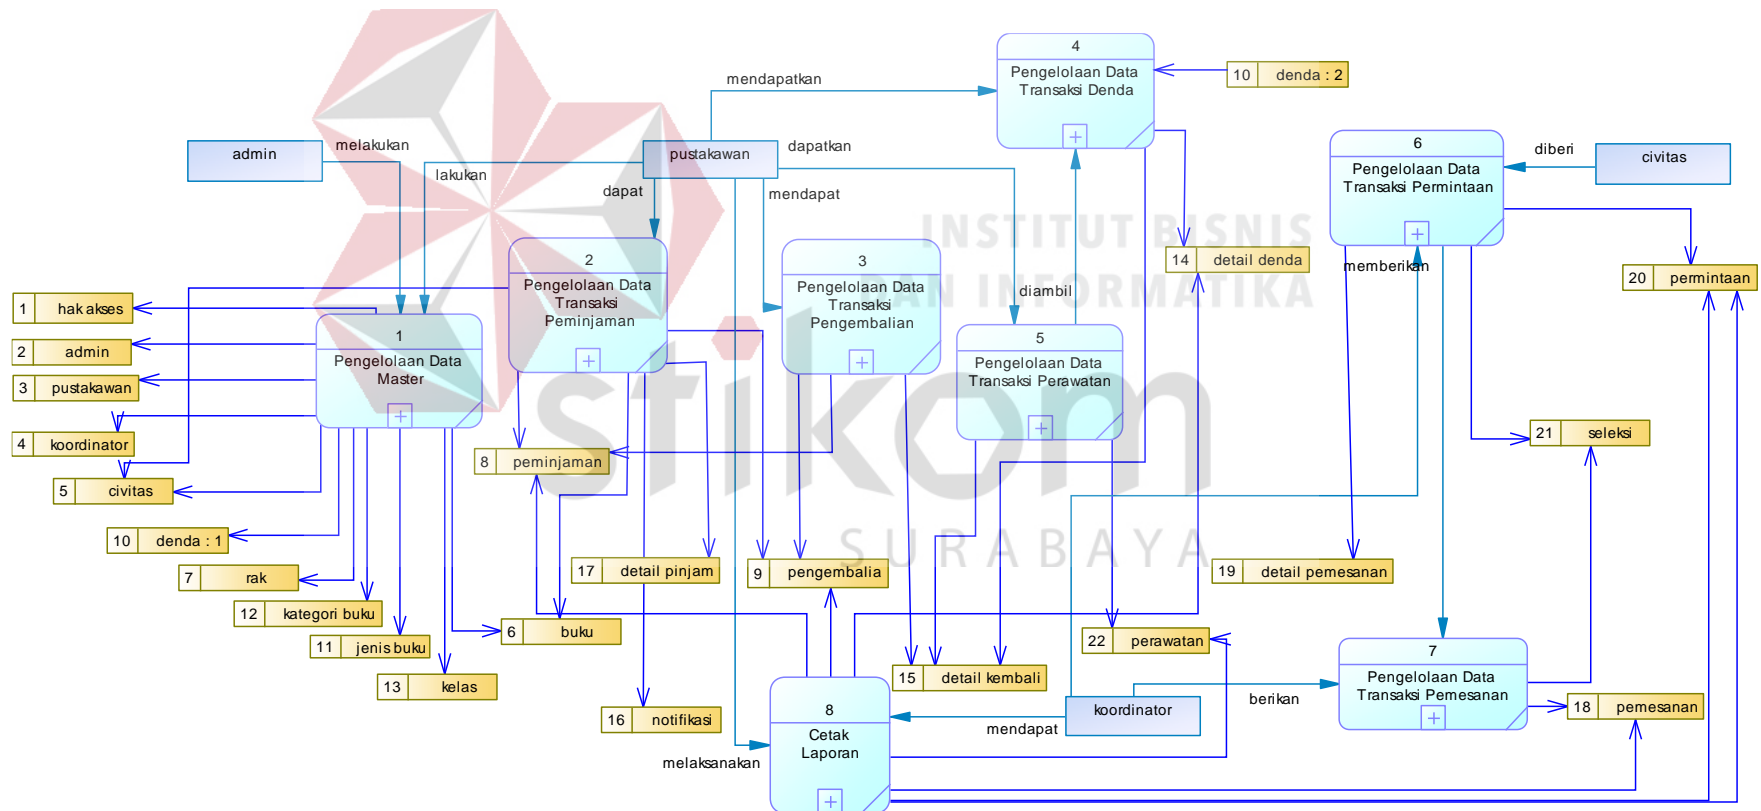 4
Pengelolaan Data
Transaksi Denda
10 denda : 2
mendapatkan
admin
melakukan
pustakawan
dapatkan
lakukan
dapat
mendapat
6
Pengelolaan Data
Transaksi Permintaan
diberi
civitas
INSTITUT BISNIS
DAN INFORMATIKA
2
Pengelolaan Data
Transaksi
Peminjaman
3
Pengelolaan Data
Transaksi
Pengembalian
14 detail denda
memberikan
20 permintaan
diambil
1 hak akses
2 admin
3 pustakawan
4 koordinator
5 civitas
1
Pengelolaan Data
Master
5
Pengelolaan Data
Transaksi Perawatan
stikom
SURABAYA
8 peminjaman
21 seleksi
10 denda : 1
7 rak
12 kategori buku
11 jenis buku
13 kelas
17 detail pinjam
9 pengembalia
19 detail pemesanan
6 buku
22 perawatan
15 detail kembali
16 notifikasi
7
Pengelolaan Data
Transaksi Pemesanan
18 pemesanan
8
Cetak
Laporan
koordinator
mendapat
berikan
melaksanakan